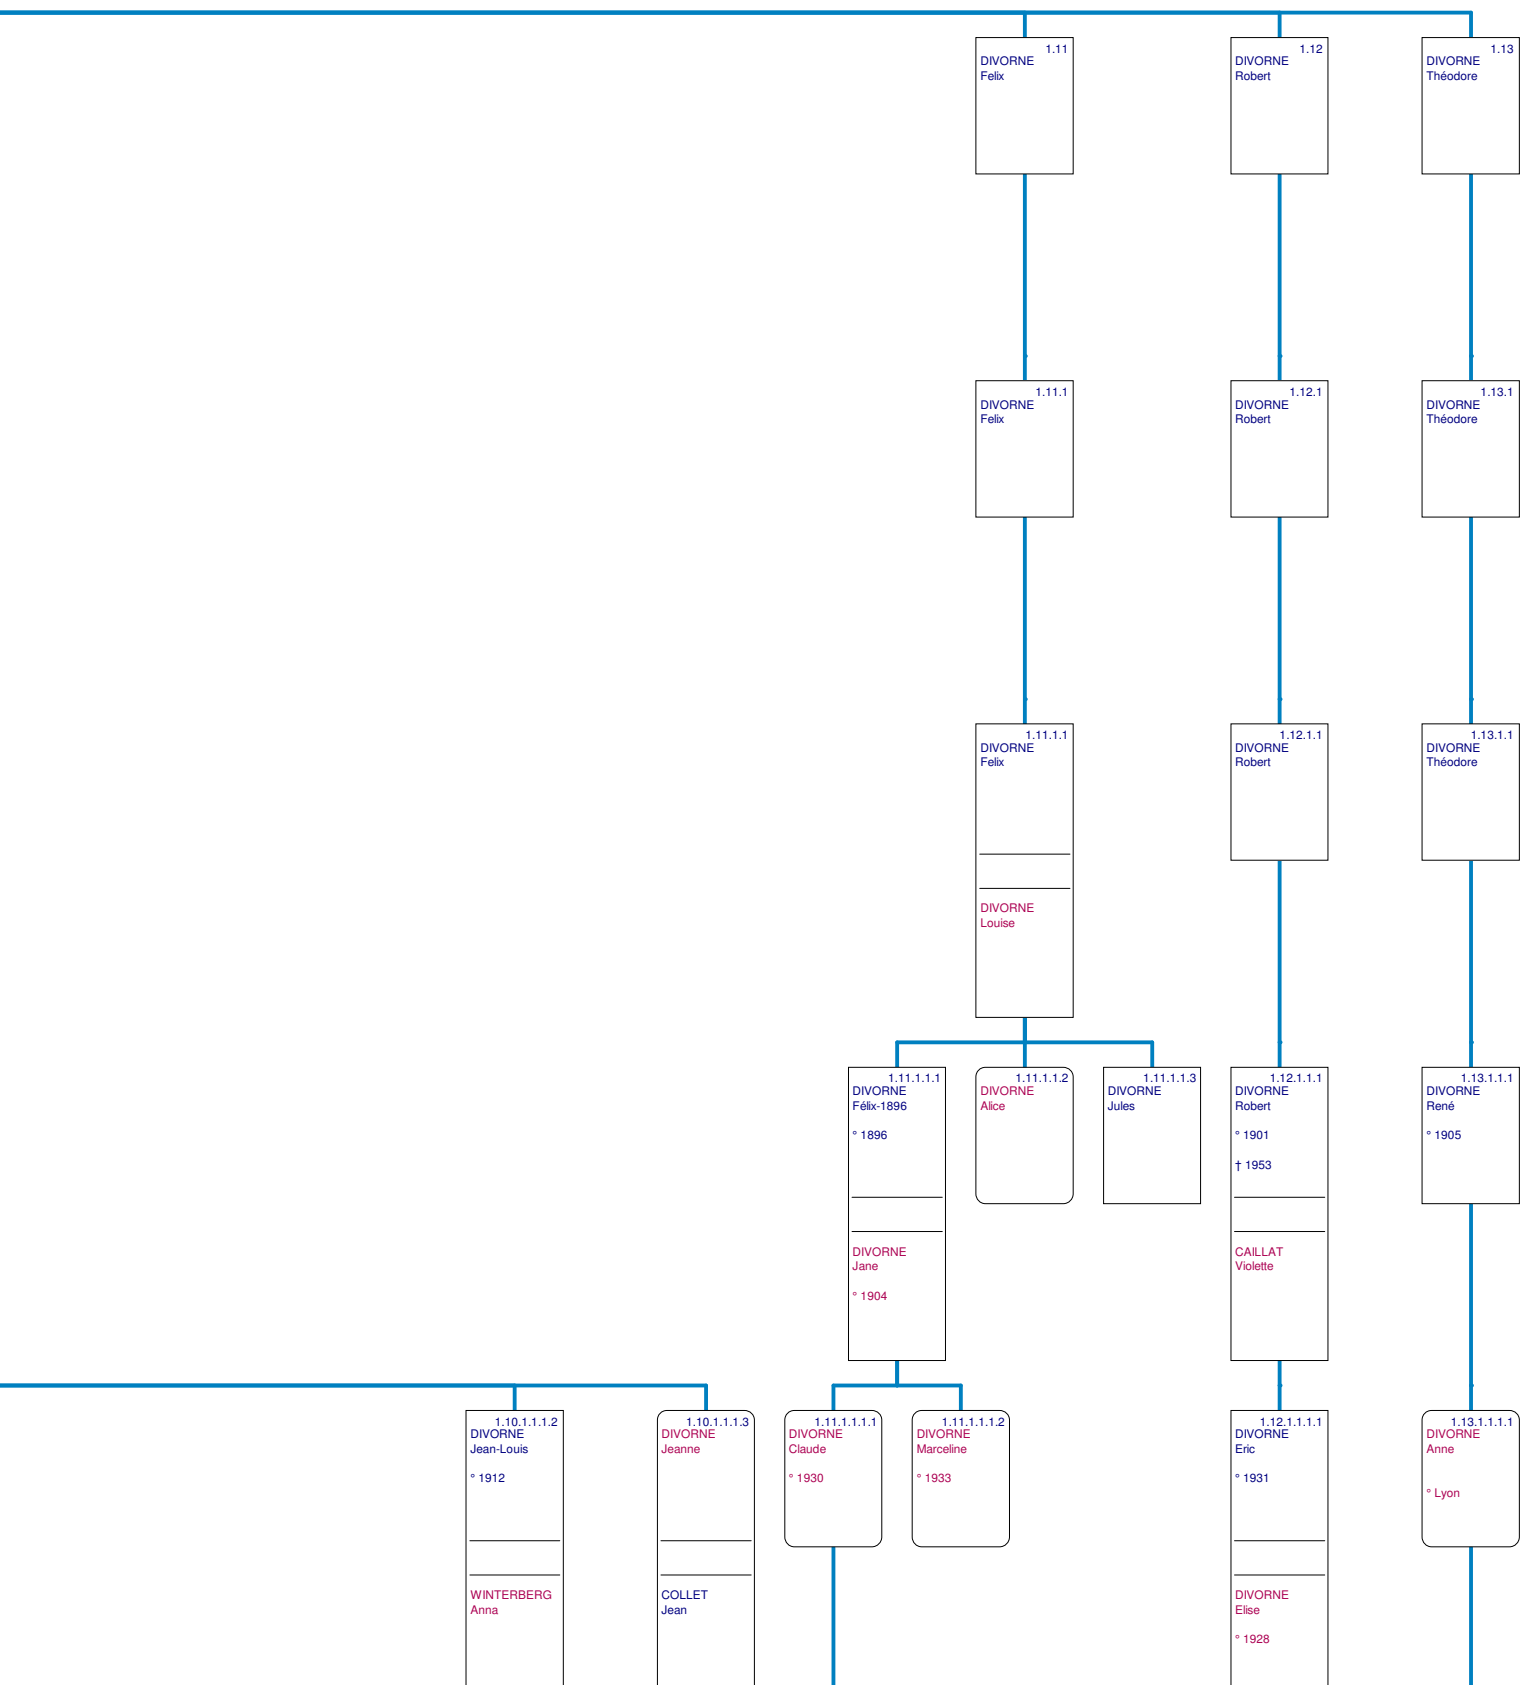 1.11
DIVORNE
Felix
1.12
DIVORNE
Robert
1.13
DIVORNE
Théodore
1.11.1
DIVORNE
Felix
1.12.1
DIVORNE
Robert
1.13.1
DIVORNE
Théodore
1.11.1.1
DIVORNE
Felix
DIVORNE
Louise
1.12.1.1
DIVORNE
Robert
1.13.1.1
DIVORNE
Théodore
1.11.1.1.1
DIVORNE
Félix-1896
° 1896
DIVORNE
Jane
° 1904
1.11.1.1.2
DIVORNE
Alice
1.11.1.1.3
DIVORNE
Jules
1.12.1.1.1
DIVORNE
Robert
° 1901
† 1953
CAILLAT
Violette
1.13.1.1.1
DIVORNE
René
° 1905
1.10.1.1.1.2
DIVORNE
Jean-Louis
° 1912
WINTERBERG
Anna
1.10.1.1.1.3
DIVORNE
Jeanne
COLLET
Jean
1.11.1.1.1.1
DIVORNE
Claude
° 1930
1.11.1.1.1.2
DIVORNE
Marceline
° 1933
1.12.1.1.1.1
DIVORNE
Eric
° 1931
DIVORNE
Elise
° 1928
1.13.1.1.1.1
DIVORNE
Anne
° Lyon